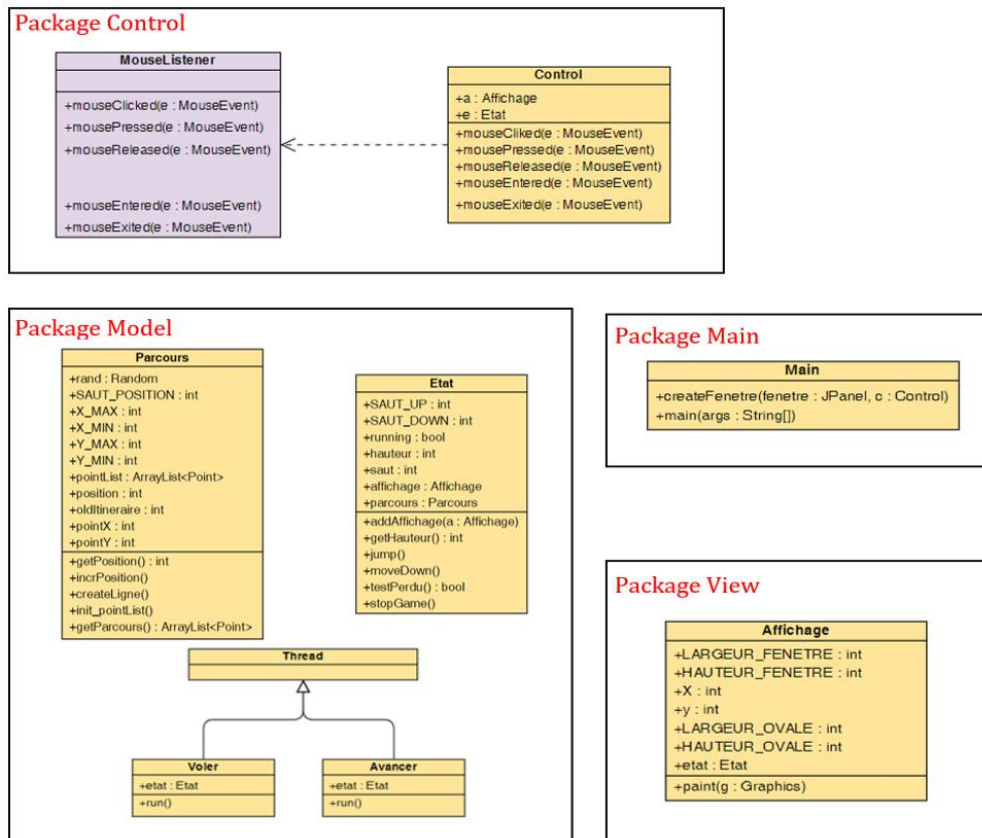 Package Control
MouseListener
+mouseClicked(e : MouseEvent)
+mousePressed(e : MouseEvent)
+mouseReleased(e : MouseEvent)
+mouseEntered(e : MouseEvent)
+mouseExited(e : MouseEvent)
Control
+a : Affichage
+e : Etat
+mouseCliked(e : MouseEvent)
+mousePressed(e : MouseEvent)
+mouseReleased(e : MouseEvent)
+mouseEntered(e : MouseEvent)
+mouseExited(e : MouseEvent)
Package Model
Parcours
+rand : Random
+SAUT_POSITION : int
+X_MAX : int
+X_MIN : int
+Y_MAX : int
+Y_MIN : int
+pointList : ArrayList<Point>
+position : int
+oldItineraire : int
+pointX : int
+pointY : int
+getPosition() : int
+incrPosition()
+createLigne()
+init_pointList()
+getParcours() : ArrayList<Point>
Etat
+SAUT_UP : int
+SAUT_DOWN : int
+running : bool
+hauteur : int
+saut : int
+affichage : Affichage
+parcours : Parcours
+addAffichage(a : Affichage)
+getHauteur() : int
+jump()
+moveDown()
+testPerdu() : bool
+stopGame()
Thread
Voler
+etat : Etat
+run()
Avancer
+etat : Etat
+run()
Package Main
Main
+createFenetre(fenetre : JPanel, c : Control)
+main(args : String[])
Package View
Affichage
+LARGEUR_FENETRE : int
+HAUTEUR_FENETRE : int
+X : int
+y : int
+LARGEUR_OVALE : int
+HAUTEUR_OVALE : int
+etat : Etat
+paint(g : Graphics)